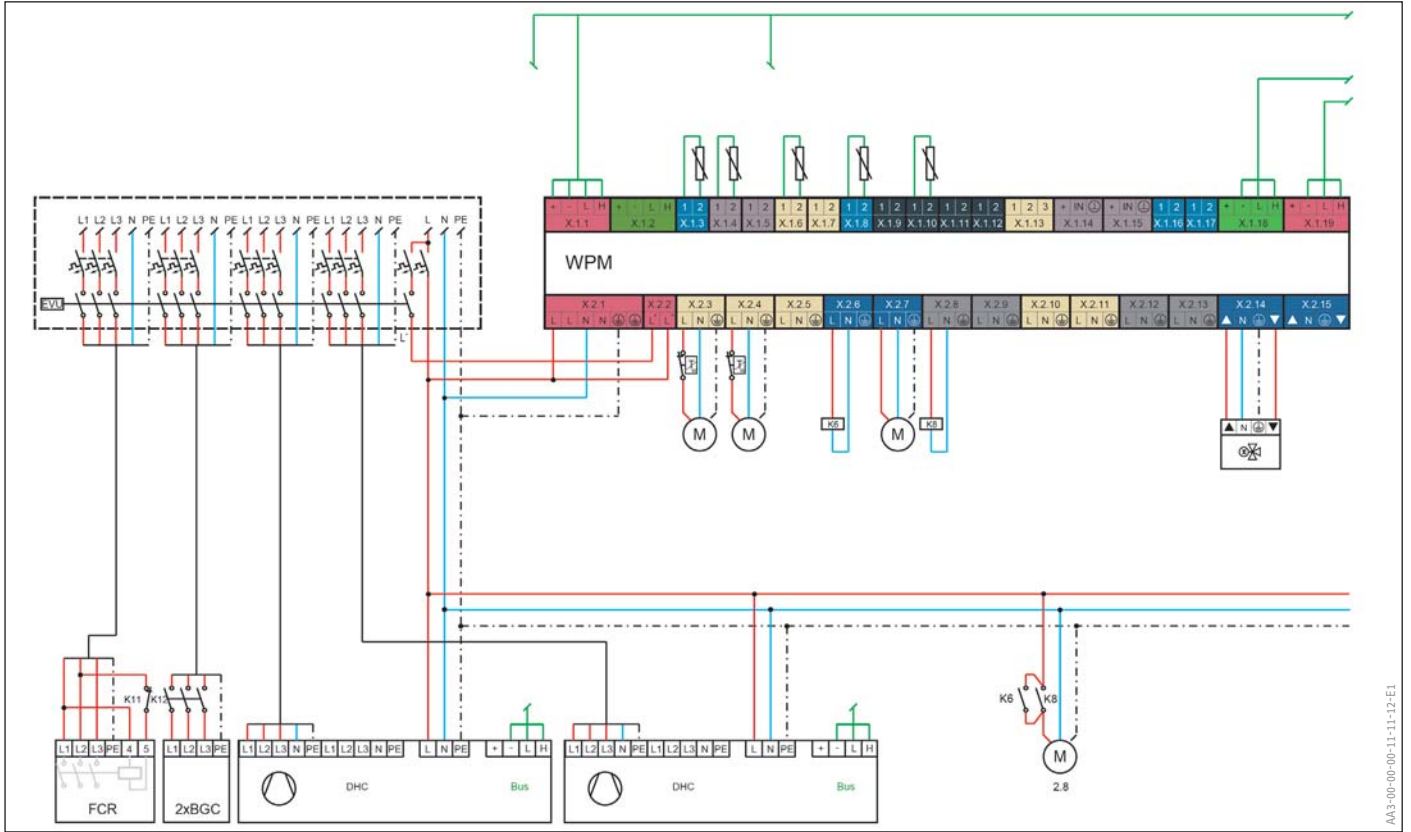 + - L H + - L H 1 2 1 2 1 2 1 2 1 2 1 2 1 2 1 2 1 2 1 2 1 2 3 + IN + IN 1 2 1 2 + - L H + - L H
X.1.1 X.1.2 X.1.3 X.1.4 X.1.5 X.1.6 X.1.7 X.1.8 X.1.9 X.1.10 X.1.11 X.1.12 X.1.13 X.1.14 X.1.15 X.1.16 X.1.17 X.1.18 X.1.19
WPM
X.2.1 X.2.2 X.2.3 X.2.4 X.2.5 X.2.6 X.2.7 X.2.8 X.2.9 X.2.10 X.2.11 X.2.12 X.2.13 X.2.14 X.2.15
L L N N L' L' L N L N L N L N L N L N L N L N L N L N L N ▲ N ▼ ▲ N ▼
L1 L2 L3 N PE L1 L2 L3 N PE L1 L2 L3 N PE L1 L2 L3 N PE L N PE
EVU
L'
M
M
K6
M
K8
▲ N ▼
M
K11
K12
K6
K8
M
2.8
L1 L2 L3 PE 4 5
FCR
L1 L2 L3 PE
2xBGC
L1 L2 L3 N PE L1 L2 L3 N PE L N PE + - L H
DHC
Bus
L1 L2 L3 N PE L1 L2 L3 N PE L N PE + - L H
DHC
Bus
AA3-00-00-00-11-11-12-E1